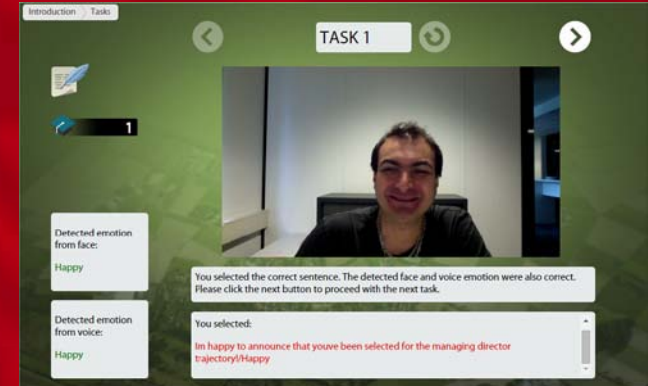 Introduction Tasks
TASK 1
1
Detected emotion
from face:
Happy
You selected the correct sentence. The detected face and voice emotion were also correct.
Please click the next button to proceed with the next task.
Detected emotion
from voice:
Happy
You selected:
Im happy to announce that youve been selected for the managing director
trajectory!/Happy